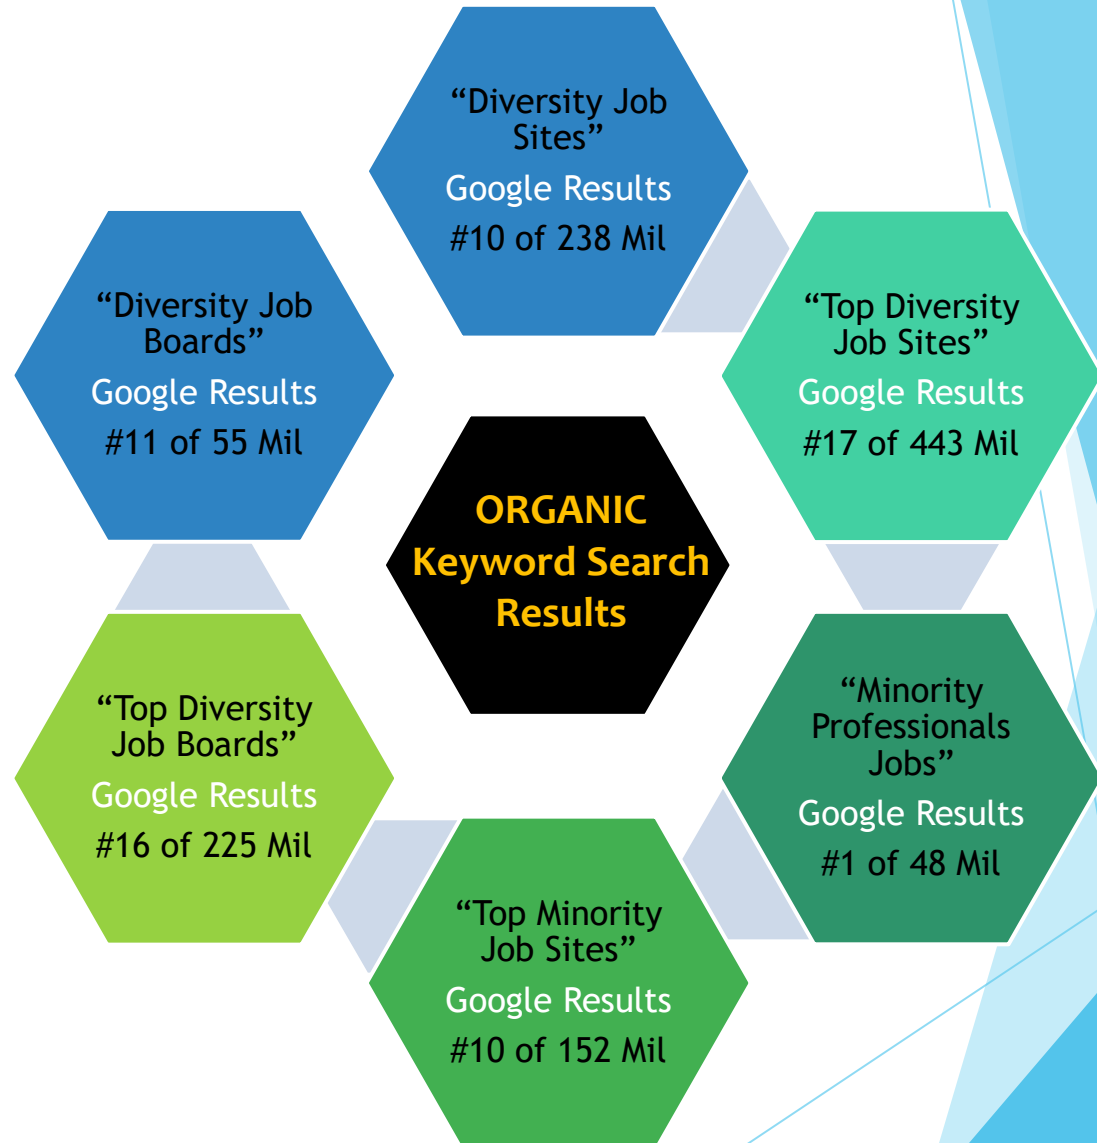 “Diversity Job
Sites”
Google Results
#10 of 238 Mil
“Top Diversity
Job Sites”
Google Results
#17 of 443 Mil
“Minority
Professionals
Jobs”
Google Results
#1 of 48 Mil
“Top Minority
Job Sites”
Google Results
#10 of 152 Mil
“Top Diversity
Job Boards”
Google Results
#16 of 225 Mil
“Diversity Job
Boards”
Google Results
#11 of 55 Mil
ORGANIC
Keyword Search
Results